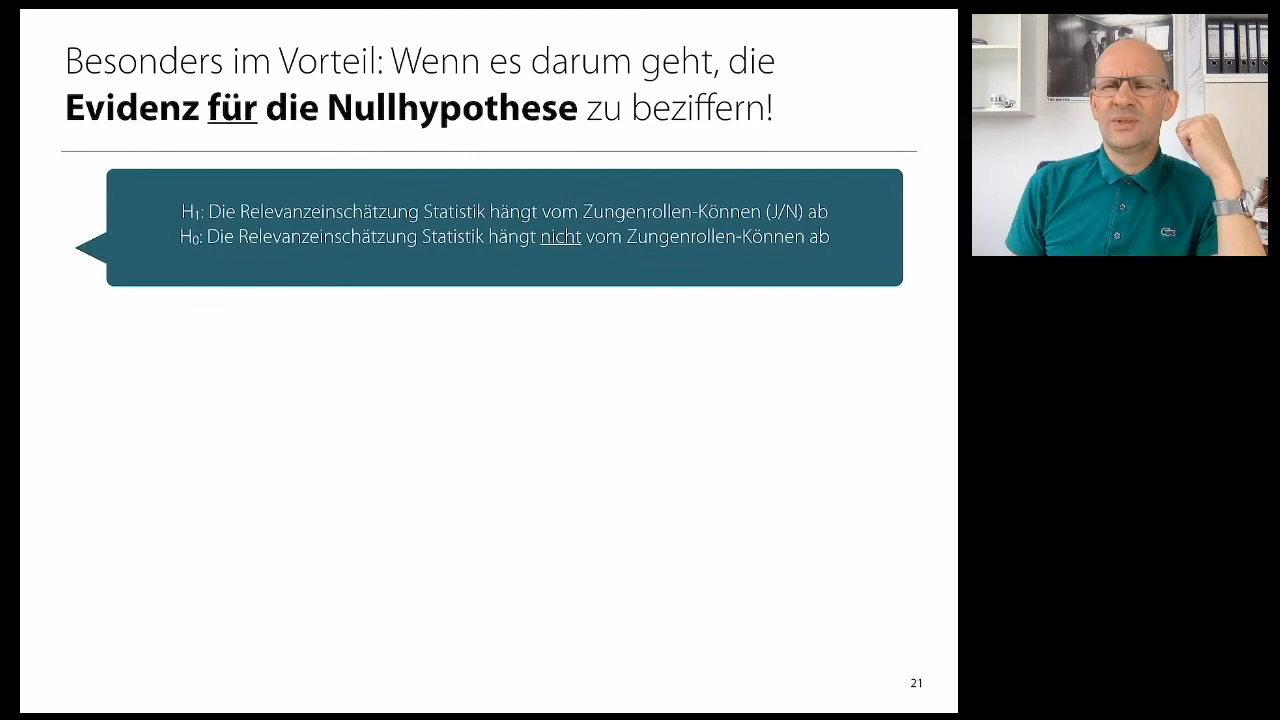 Besonders im Vorteil: Wenn es darum geht, die
Evidenz für die Nullhypothese zu beziffern!
H₁: Die Relevanzeinschätzung Statistik hängt vom Zungenrollen-Können (J/N) ab
H₀: Die Relevanzeinschätzung Statistik hängt nicht vom Zungenrollen-Können ab
21